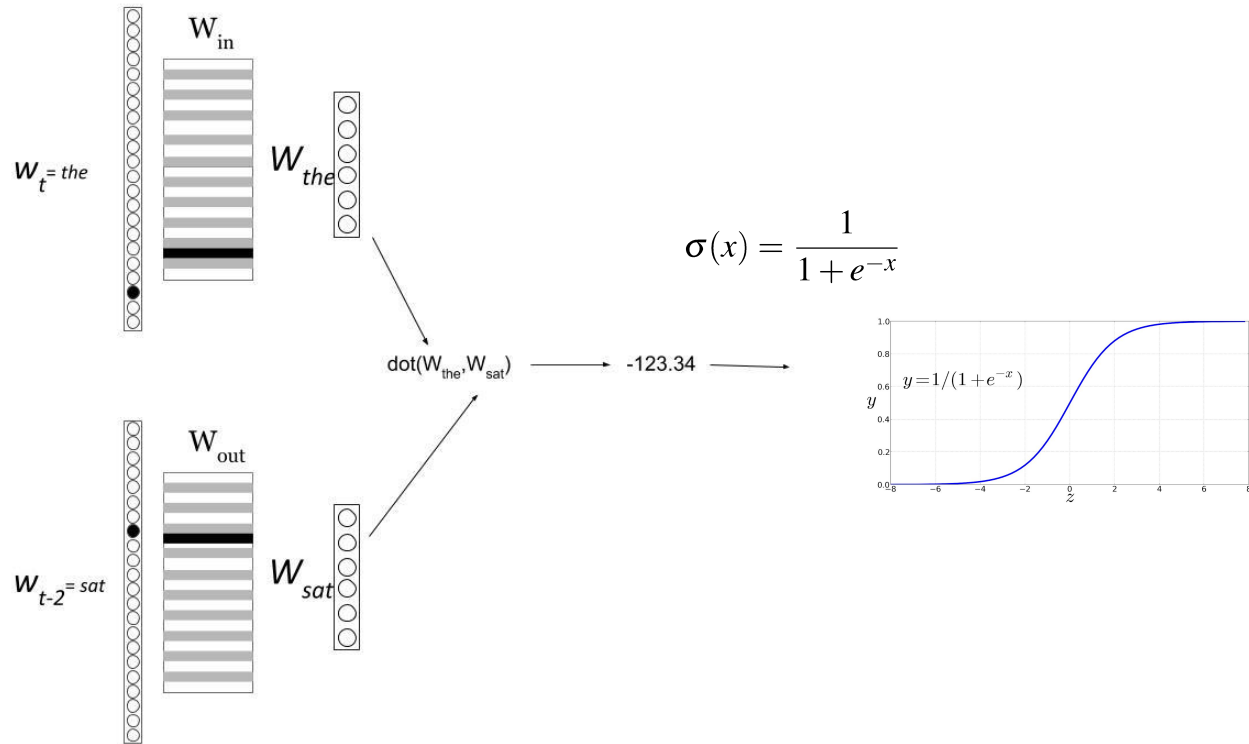 W_in
w_t = the
W_the
σ(x) = 1 / (1 + e^{-x})
dot(W_the,W_sat)
-123.34
1.0
0.8
0.6
0.4
0.2
0.0
y
y = 1/(1 + e^{-x})
−8 −6 −4 −2 0 2 4 6 8
z
W_out
w_{t-2} = sat
W_sat